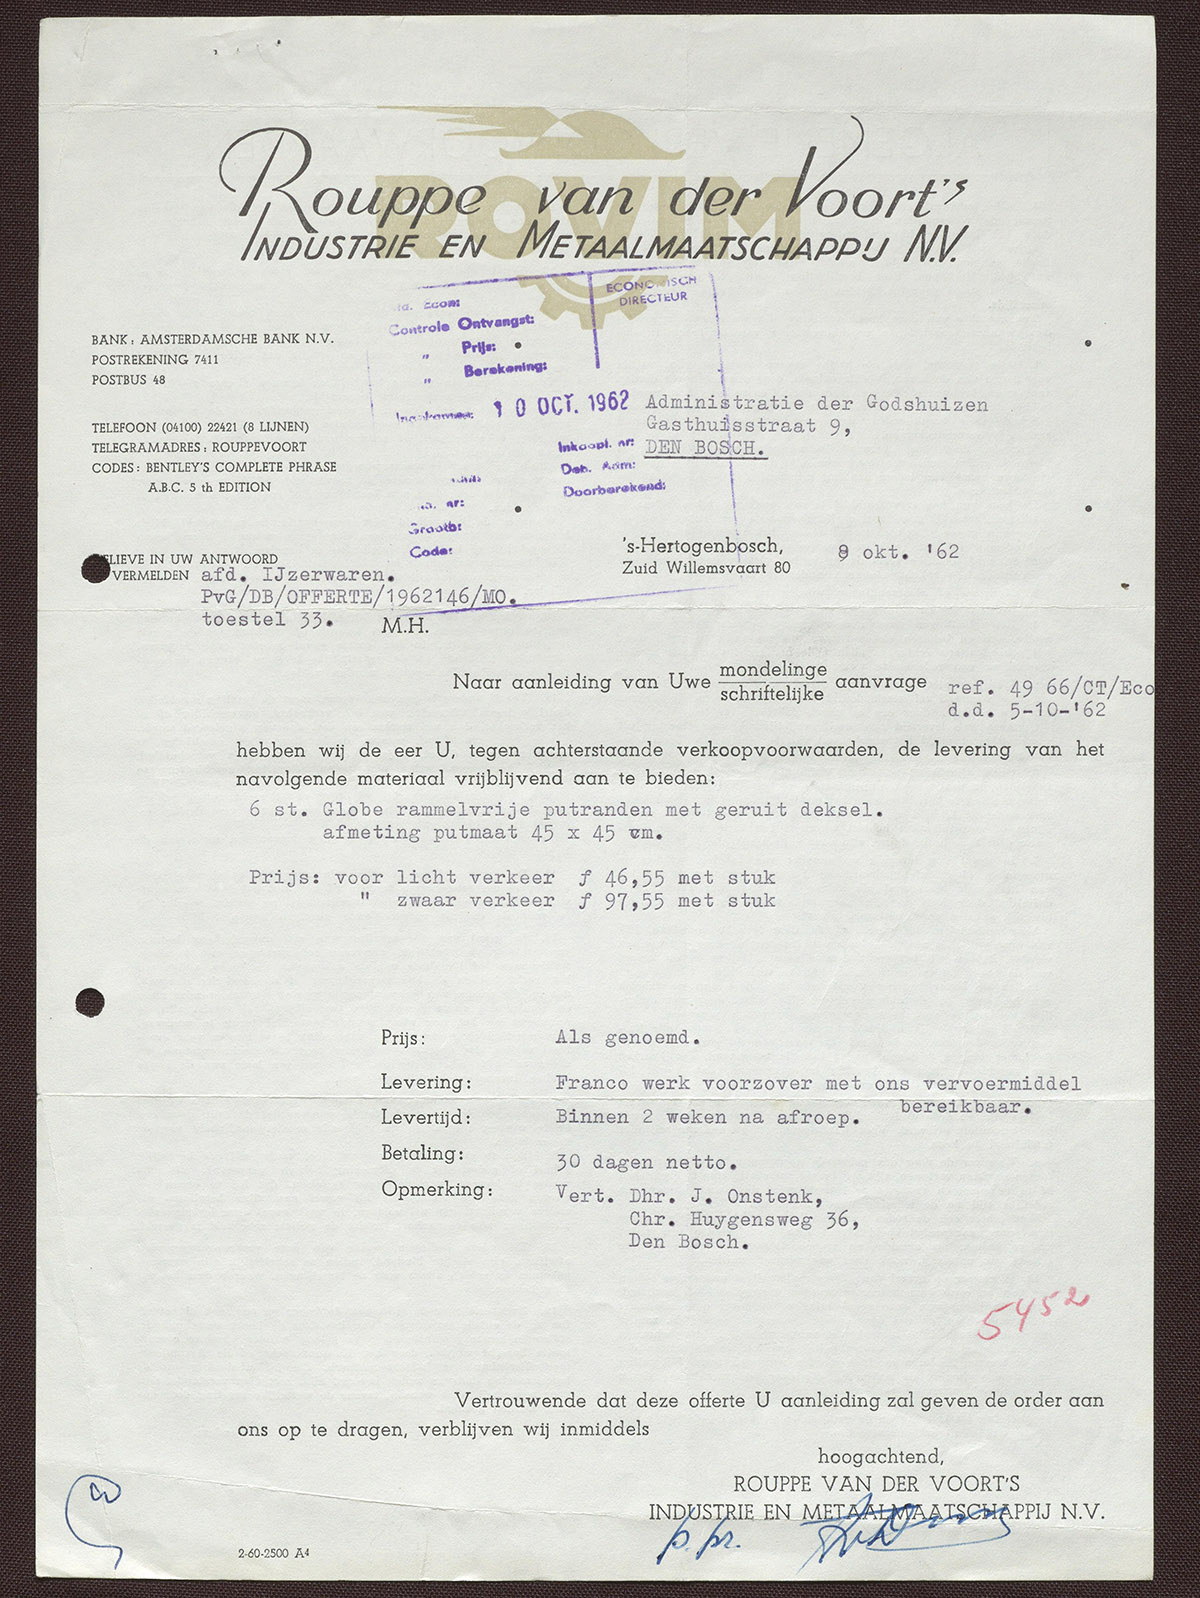 ROVIM
Rouppe van der Voort's
INDUSTRIE EN METAALMAATSCHAPPIJ N.V.
ECONOMISCH
DIRECTEUR
Controle Ontvangst:
" Prijs:
" Berekening:
10 OCT. 1962
Inkoopl. nr:
Deb. Adm:
Doorberekend:
Grootb:
Code:
BANK: AMSTERDAMSCHE BANK N.V.
POSTREKENING 7411
POSTBUS 48
TELEFOON (04100) 22421 (8 LIJNEN)
TELEGRAMADRES: ROUPPEVOORT
CODES: BENTLEY'S COMPLETE PHRASE
A.B.C. 5 th EDITION
Administratie der Godshuizen
Gasthuisstraat 9,
DEN BOSCH.
's-Hertogenbosch, 9 okt. '62
Zuid Willemsvaart 80
LIEVE IN UW ANTWOORD
VERMELDEN afd. IJzerwaren.
PvG/DB/OFFERTE/1962146/MO.
toestel 33.
M.H.
Naar aanleiding van Uwe mondelinge
schriftelijke aanvrage ref. 49 66/CT/Eco
d.d. 5-10-'62
hebben wij de eer U, tegen achterstaande verkoopvoorwaarden, de levering van het
navolgende materiaal vrijblijvend aan te bieden:
6 st. Globe rammelvrije putranden met geruit deksel.
afmeting putmaat 45 x 45 cm.
Prijs: voor licht verkeer ƒ 46,55 met stuk
" zwaar verkeer ƒ 97,55 met stuk
Prijs: Als genoemd.
Levering: Franco werk voorzover met ons vervoermiddel
bereikbaar.
Levertijd: Binnen 2 weken na afroep.
Betaling: 30 dagen netto.
Opmerking: Vert. Dhr. J. Onstenk,
Chr. Huygensweg 36,
Den Bosch.
5452
Vertrouwende dat deze offerte U aanleiding zal geven de order aan
ons op te dragen, verblijven wij inmiddels
hoogachtend,
ROUPPE VAN DER VOORT'S
INDUSTRIE EN METAALMAATSCHAPPIJ N.V.
p.pr.
2-60-2500 A4